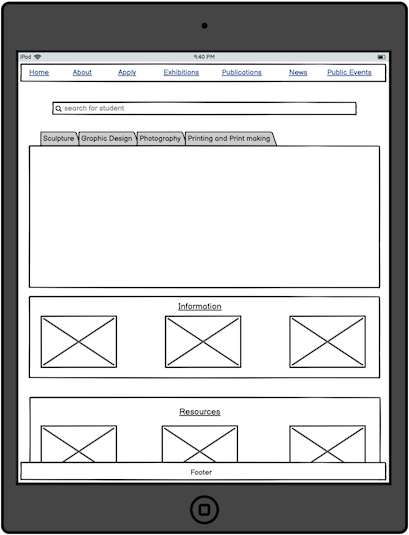 iPod 9:40 PM
Home About Apply Exhibitions Publications News Public Events
search for student
Sculpture Graphic Design Photography Printing and Print making
Information
Resources
Footer